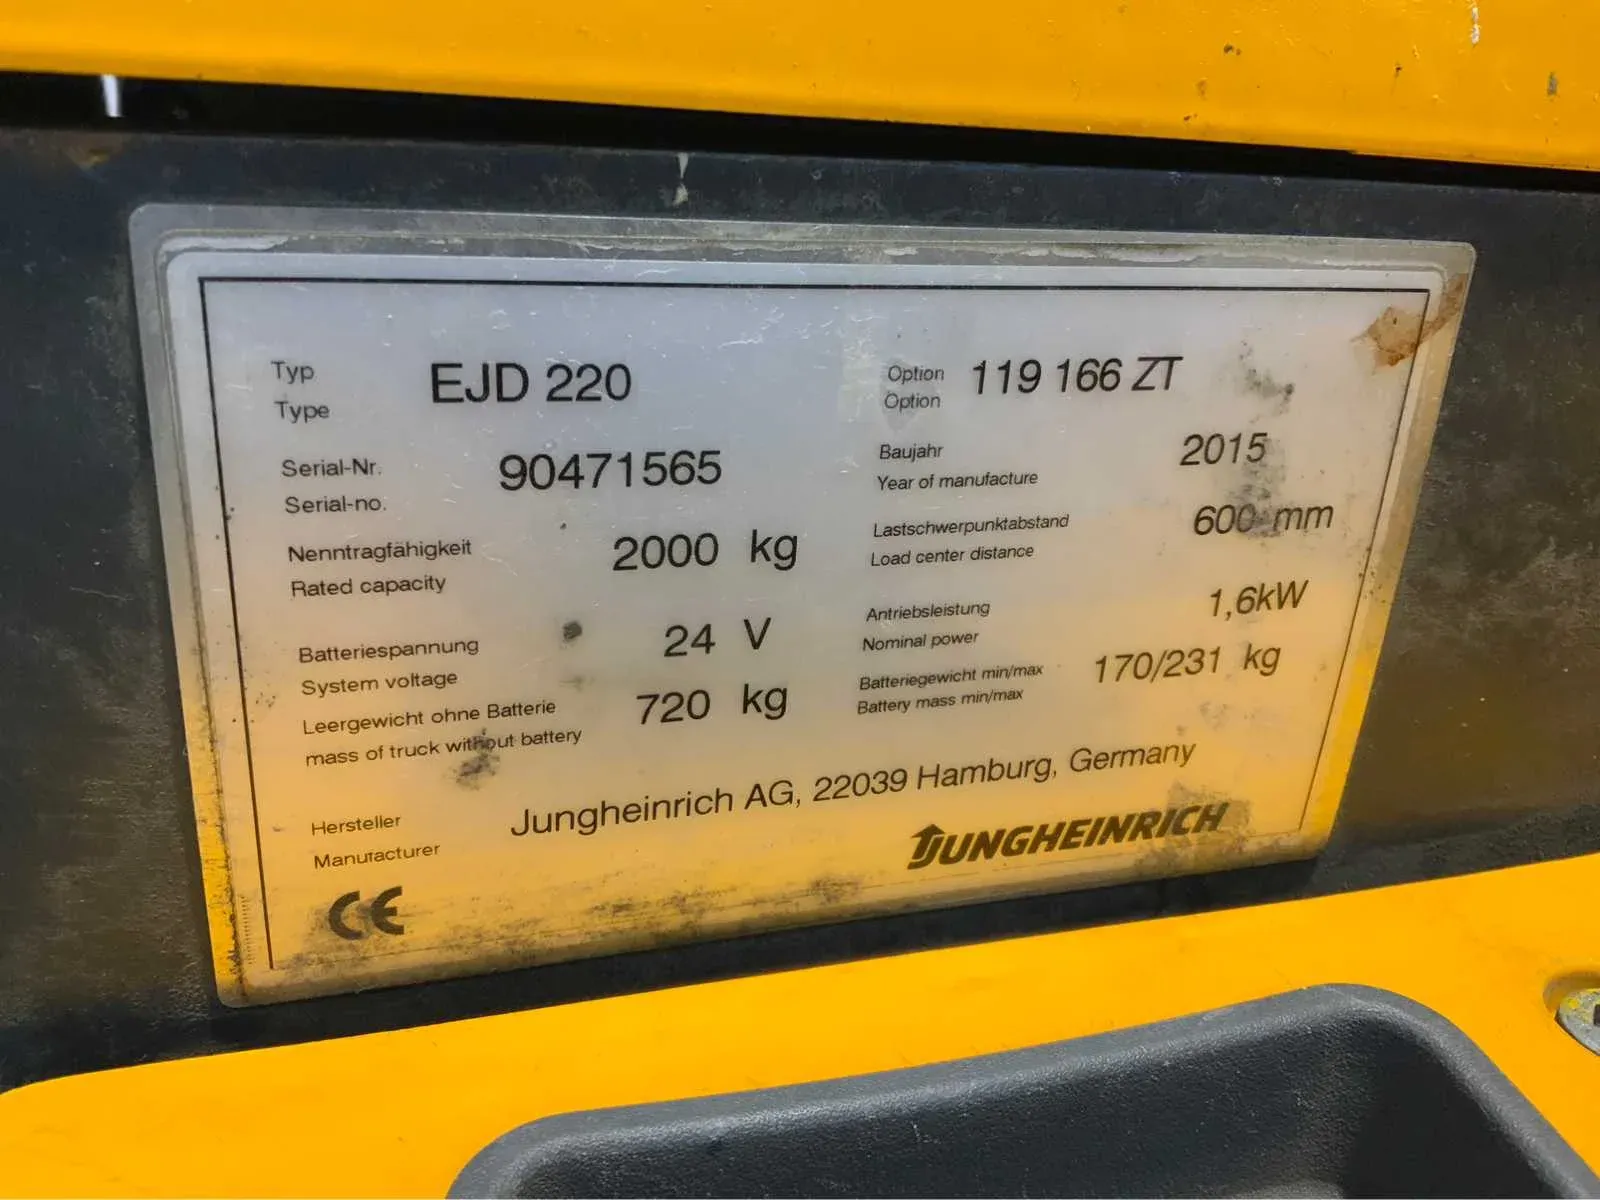 Typ
Type
EJD 220
Option
Option
119 166 ZT
Serial-Nr.
Serial-no.
90471565
Baujahr
Year of manufacture
2015
Nenntragfähigkeit
Rated capacity
2000 kg
Lastschwerpunktabstand
Load center distance
600 mm
Batteriespannung
System voltage
24 V
Antriebsleistung
Nominal power
1,6kW
Leergewicht ohne Batterie
mass of truck without battery
720 kg
Batteriegewicht min/max
Battery mass min/max
170/231 kg
Hersteller
Manufacturer
Jungheinrich AG, 22039 Hamburg, Germany
JUNGHEINRICH
CE